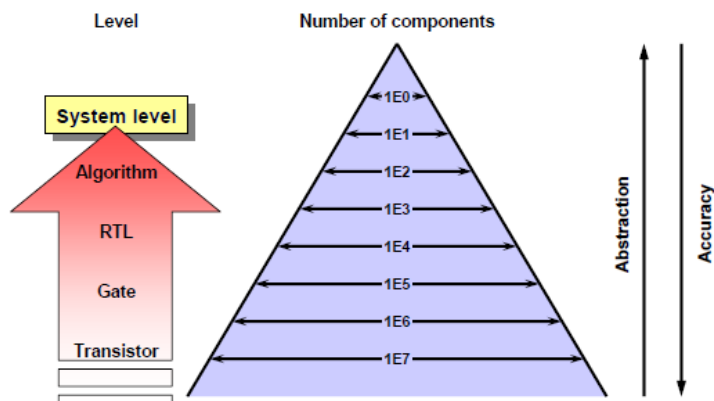 Level
Number of components
System level
Algorithm
RTL
Gate
Transistor
1E0
1E1
1E2
1E3
1E4
1E5
1E6
1E7
Abstraction
Accuracy